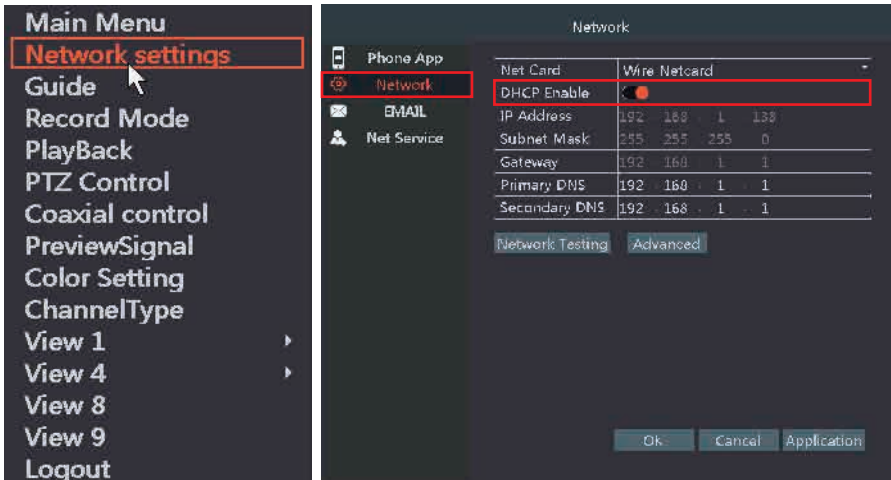 Main Menu
Network settings
Guide
Record Mode
PlayBack
PTZ Control
Coaxial control
PreviewSignal
Color Setting
ChannelType
View 1
View 4
View 8
View 9
Logout
Network
Phone App
Network
EMAIL
Net Service
Net Card Wire Netcard
DHCP Enable
IP Address 192 . 168 . 1 . 138
Subnet Mask 255 . 255 . 255 . 0
Gateway 192 . 168 . 1 . 1
Primary DNS 192 . 168 . 1 . 1
Secondary DNS 192 . 168 . 1 . 1
Network Testing Advanced
Ok Cancel Application